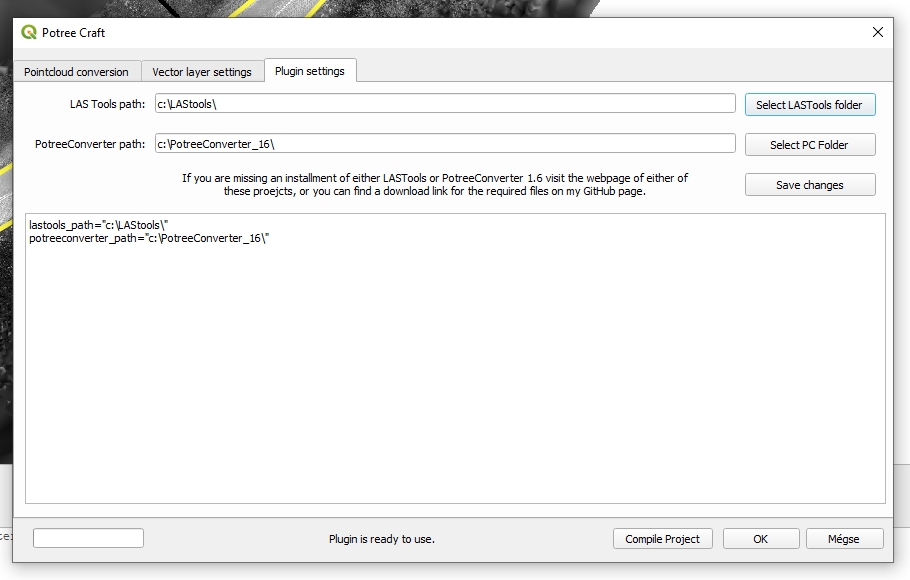 Potree Craft
Pointcloud conversion
Vector layer settings
Plugin settings
LAS Tools path:
c:\LAStools\
Select LASTools folder
PotreeConverter path:
c:\PotreeConverter_16\
Select PC Folder
If you are missing an installment of either LASTools or PotreeConverter 1.6 visit the webpage of either of
these proejcts, or you can find a download link for the required files on my GitHub page.
Save changes
lastools_path="c:\LAStools\"
potreeconverter_path="c:\PotreeConverter_16\"
Plugin is ready to use.
Compile Project
OK
Mégse